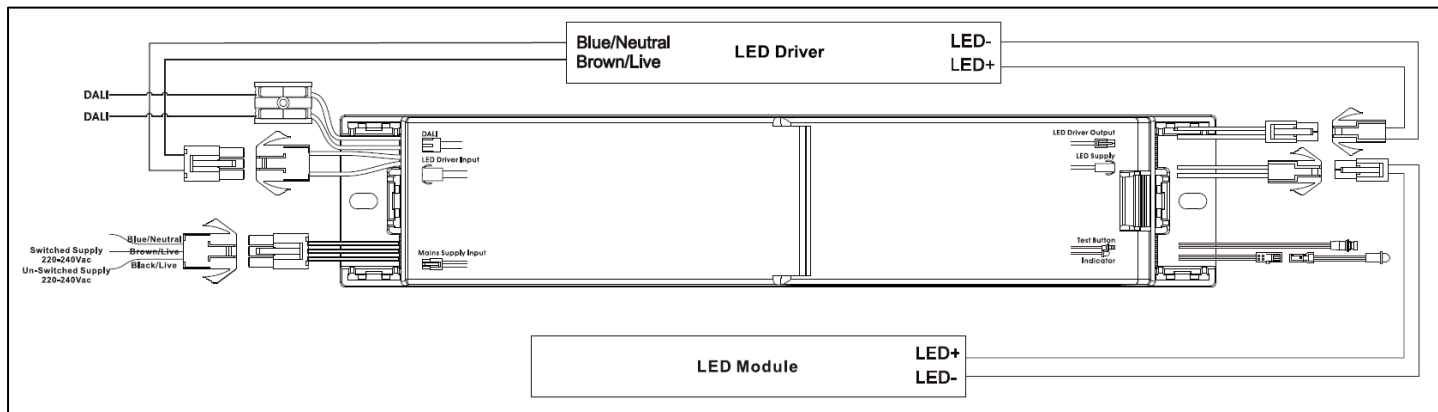 Blue/Neutral
Brown/Live
LED Driver
LED-
LED+
DALI
DALI
DALI
LED Driver Input
LED Driver Output
LED Supply
Blue/Neutral
Switched Supply
220-240Vac
Brown/Live
Un-Switched Supply
220-240Vac
Black/Live
Mains Supply Input
Test Button
Indicator
LED Module
LED+
LED-